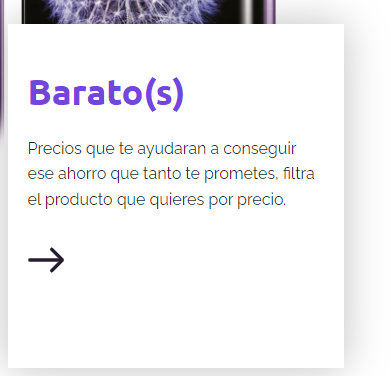 Barato(s)
Precios que te ayudaran a conseguir
ese ahorro que tanto te prometes, filtra
el producto que quieres por precio.